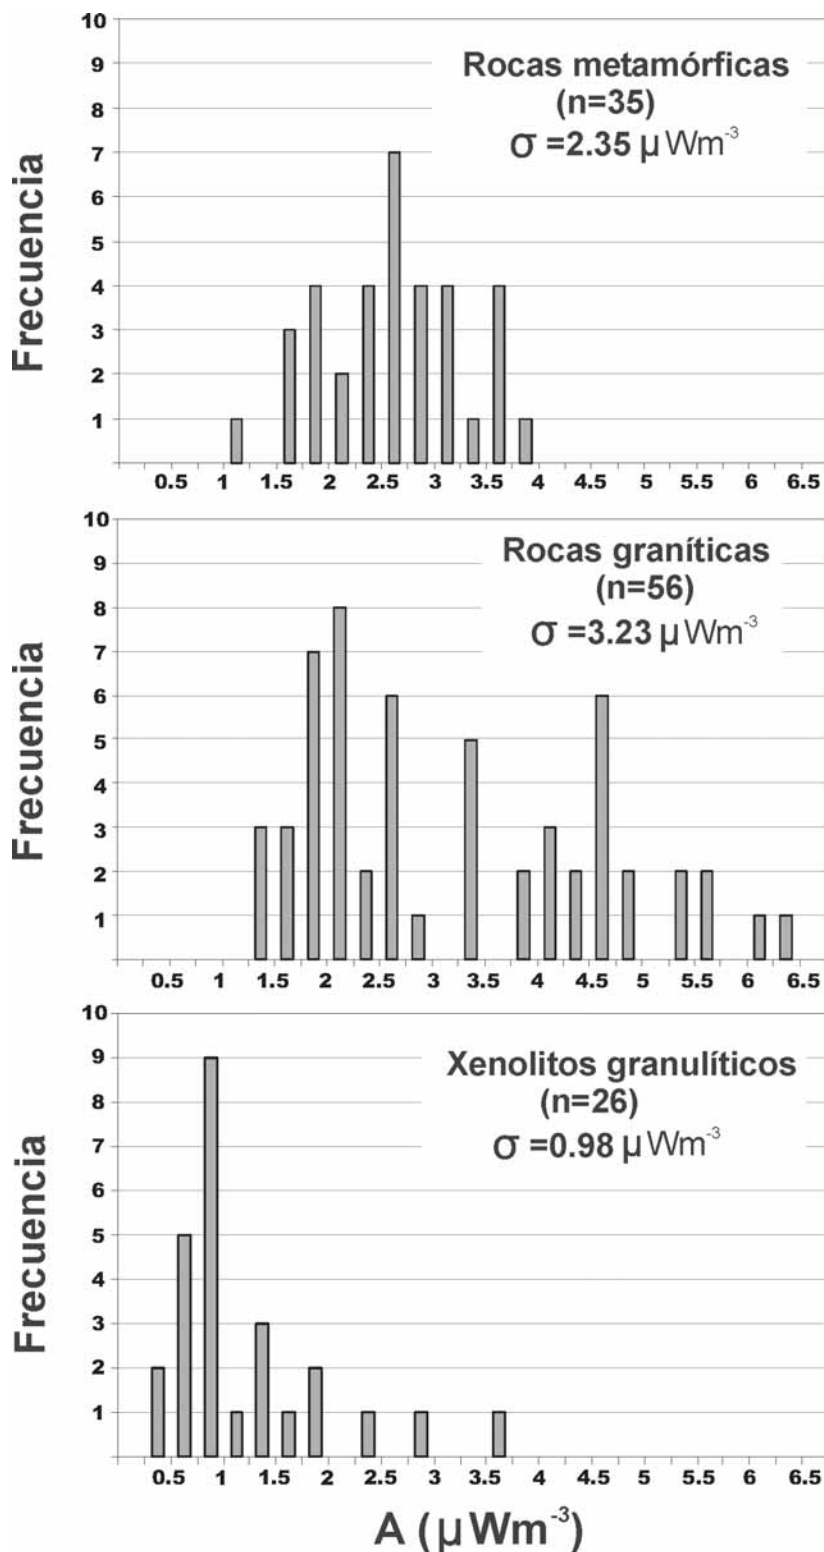 10
9
8
7
6
5
4
3
2
1
Frecuencia
Rocas metamórficas
(n=35)
σ =2.35 µ Wm⁻³
0.5 1 1.5 2 2.5 3 3.5 4 4.5 5 5.5 6 6.5
10
9
8
7
6
5
4
3
2
1
Frecuencia
Rocas graníticas
(n=56)
σ =3.23 µ Wm⁻³
0.5 1 1.5 2 2.5 3 3.5 4 4.5 5 5.5 6 6.5
10
9
8
7
6
5
4
3
2
1
Frecuencia
Xenolitos granulíticos
(n=26)
σ =0.98 µ Wm⁻³
0.5 1 1.5 2 2.5 3 3.5 4 4.5 5 5.5 6 6.5
A (µ Wm⁻³)